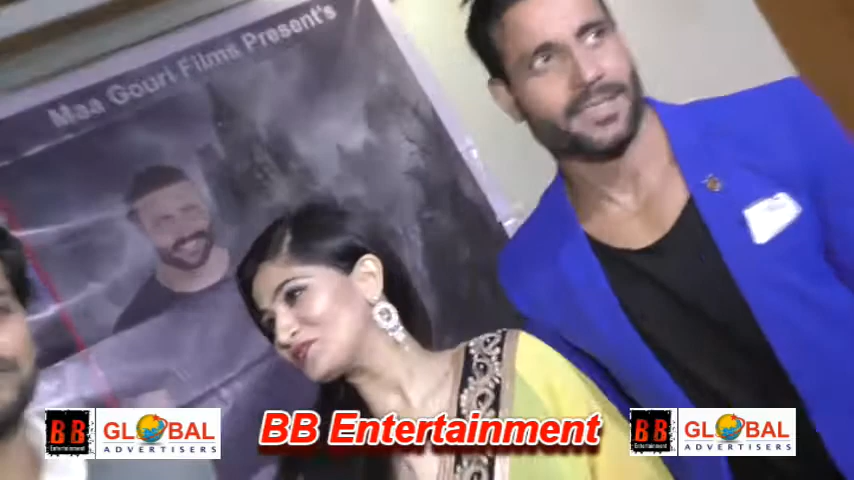 Maa Gouri Films Present's
BB
Entertainment
GLOBAL
ADVERTISERS
BB Entertainment
BB
Entertainment
GLOBAL
ADVERTISERS